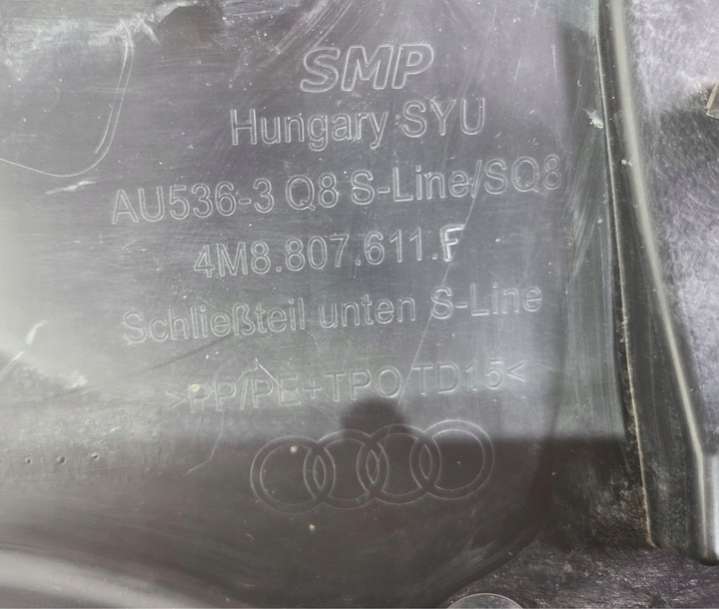 SMP
Hungary SYU
AU536-3 Q8 S-Line/SQ8
4M8.807.611.F
Schließteil unten S-Line
>PP/PE+TPO TD15<